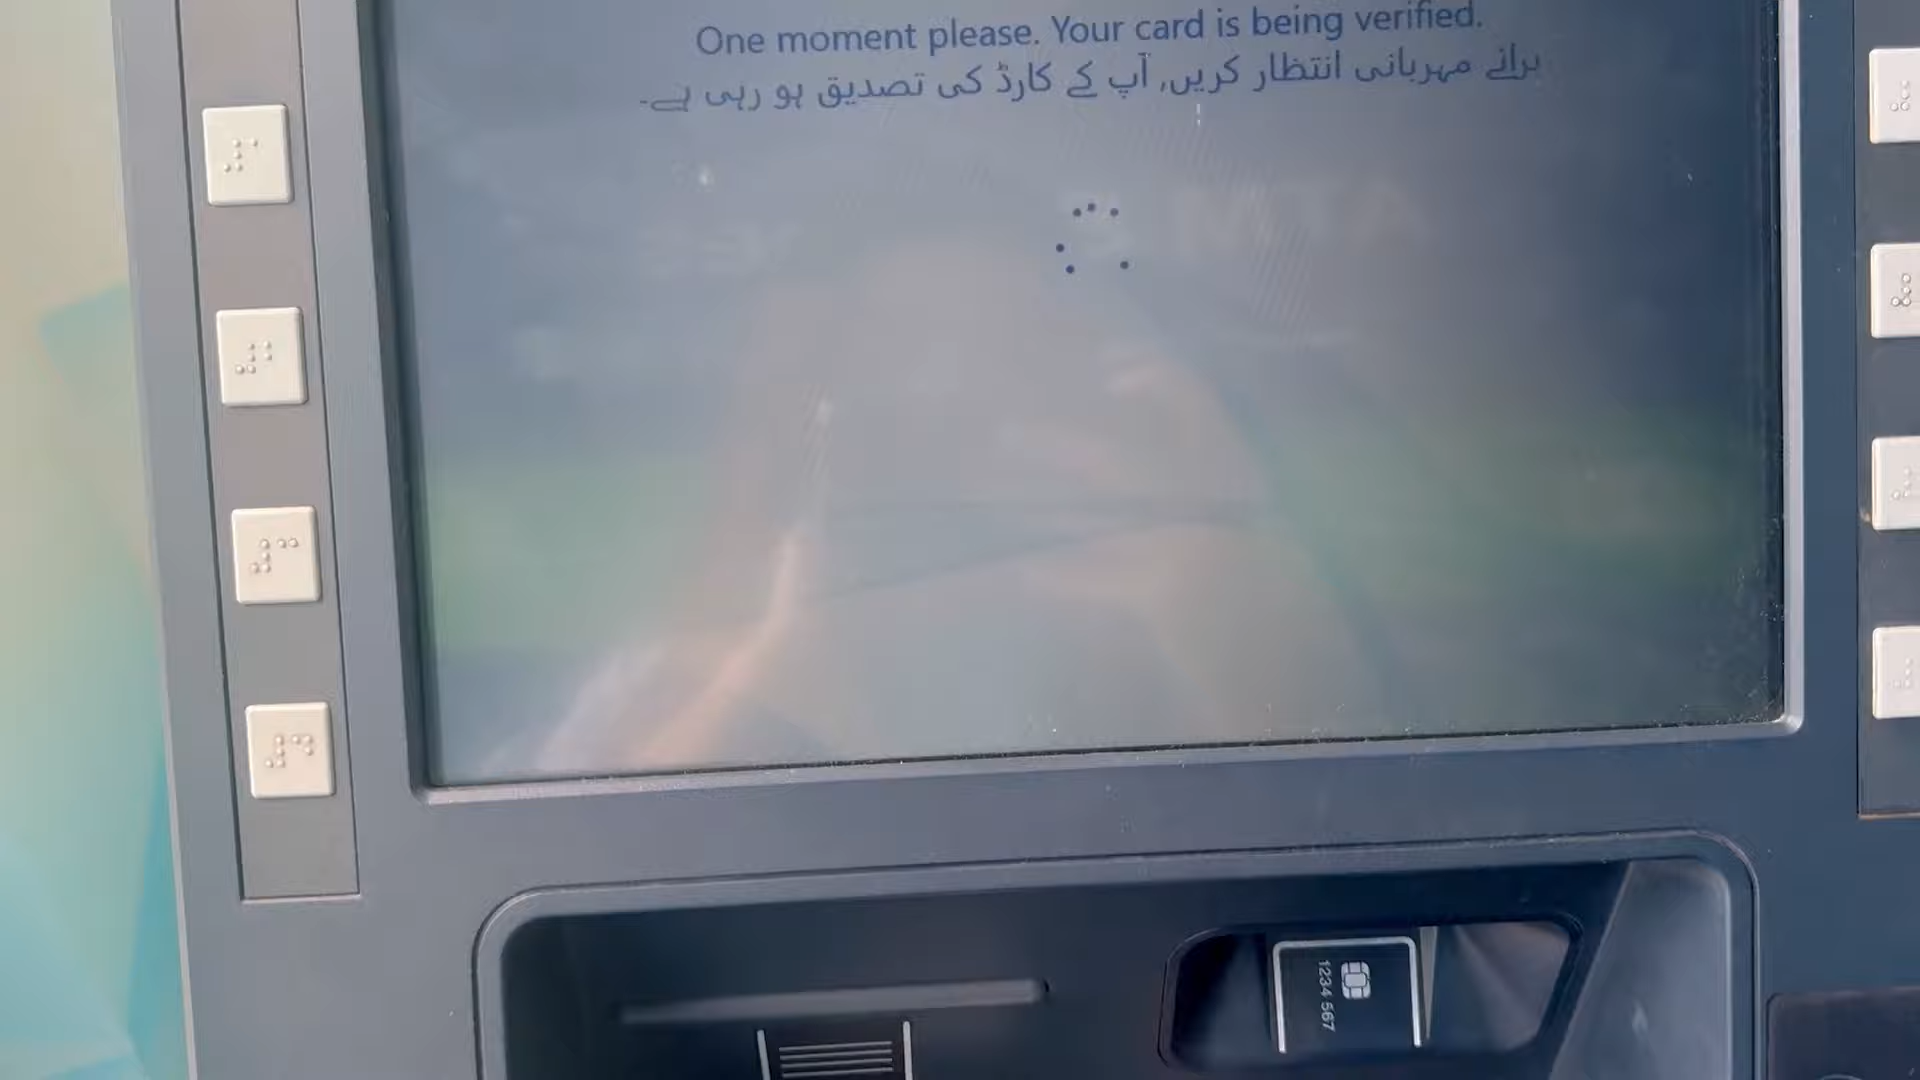 One moment please. Your card is being verified.
برائے مہربانی انتظار کریں, آپ کے کارڈ کی تصدیق ہو رہی ہے۔
1234 567